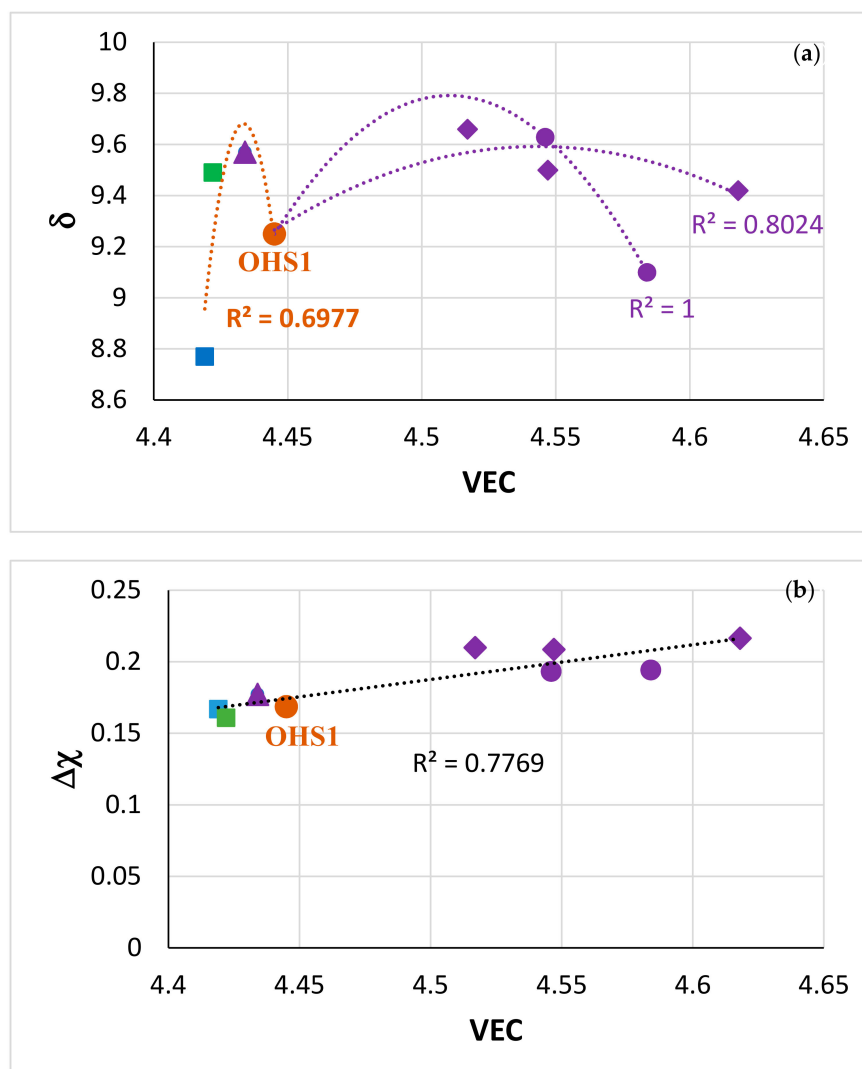 (a)
10
9.8
9.6
9.4
9.2
9
8.8
8.6
δ
OHS1
R² = 0.6977
R² = 0.8024
R² = 1
4.4 4.45 4.5 4.55 4.6 4.65
VEC
(b)
0.25
0.2
0.15
0.1
0.05
0
Δχ
OHS1
R² = 0.7769
4.4 4.45 4.5 4.55 4.6 4.65
VEC